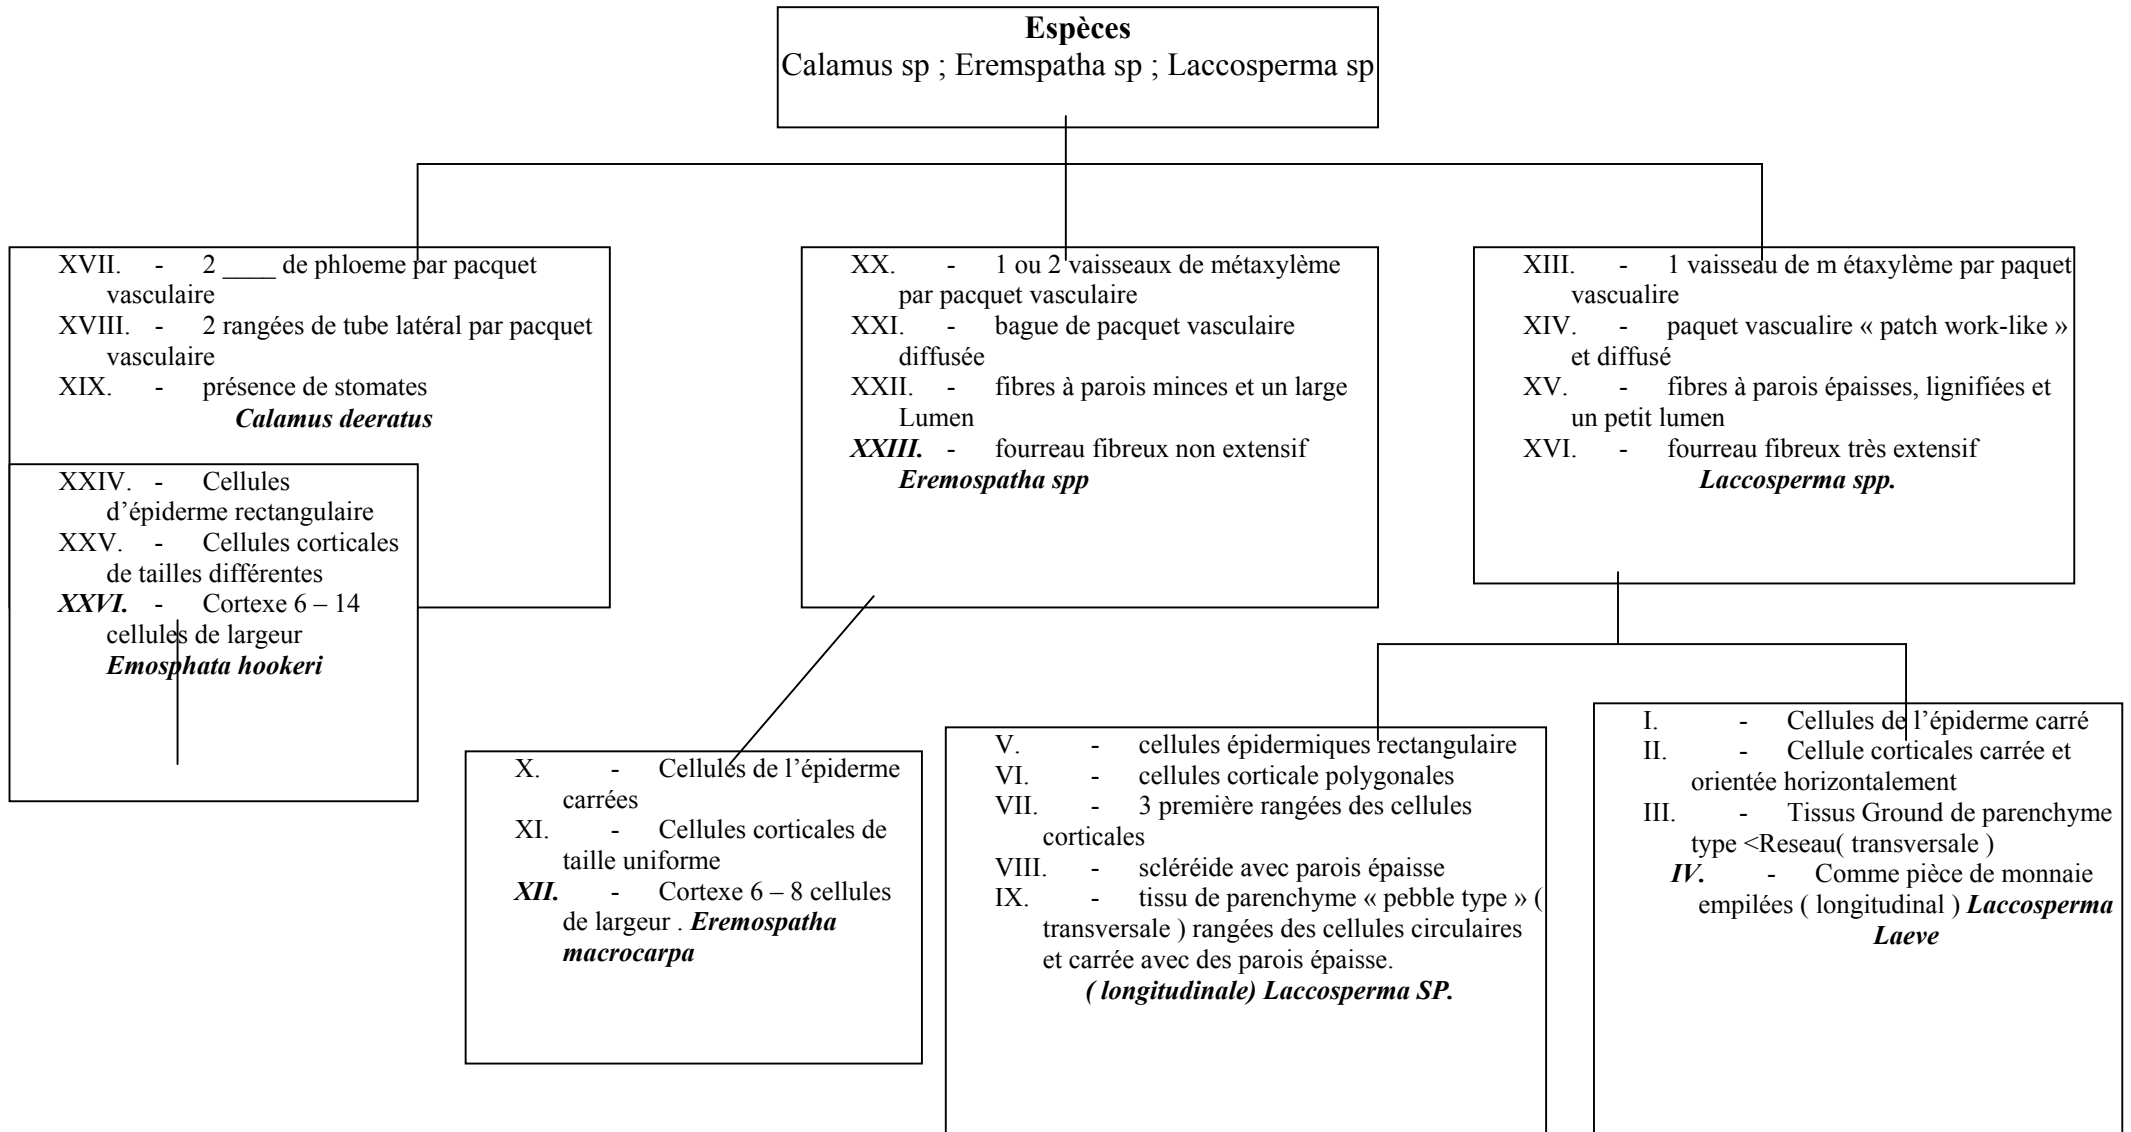 Espèces
Calamus sp ; Eremspatha sp ; Laccosperma sp
XVII. - 2 ____ de phloeme par pacquet
vasculaire
XVIII. - 2 rangées de tube latéral par pacquet
vasculaire
XIX. - présence de stomates
Calamus deeratus
XX. - 1 ou 2 vaisseaux de métaxylème
par pacquet vasculaire
XXI. - bague de pacquet vasculaire
diffusée
XXII. - fibres à parois minces et un large
Lumen
XXIII. - fourreau fibreux non extensif
Eremospatha spp
XIII. - 1 vaisseau de m étaxylème par paquet
vascualire
XIV. - paquet vascualire « patch work-like »
et diffusé
XV. - fibres à parois épaisses, lignifiées et
un petit lumen
XVI. - fourreau fibreux très extensif
Laccosperma spp.
XXIV. - Cellules
d’épiderme rectangulaire
XXV. - Cellules corticales
de tailles différentes
XXVI. - Cortexe 6 – 14
cellules de largeur
Emosphata hookeri
X. - Cellules de l’épiderme
carrées
XI. - Cellules corticales de
taille uniforme
XII. - Cortexe 6 – 8 cellules
de largeur . Eremospatha
macrocarpa
V. - cellules épidermiques rectangulaire
VI. - cellules corticale polygonales
VII. - 3 première rangées des cellules
corticales
VIII. - scléréide avec parois épaisse
IX. - tissu de parenchyme « pebble type » (
transversale ) rangées des cellules circulaires
et carrée avec des parois épaisse.
( longitudinale) Laccosperma SP.
I. - Cellules de l’épiderme carré
II. - Cellule corticales carrée et
orientée horizontalement
III. - Tissus Ground de parenchyme
type <Reseau( transversale )
IV. - Comme pièce de monnaie
empilées ( longitudinal ) Laccosperma
Laeve